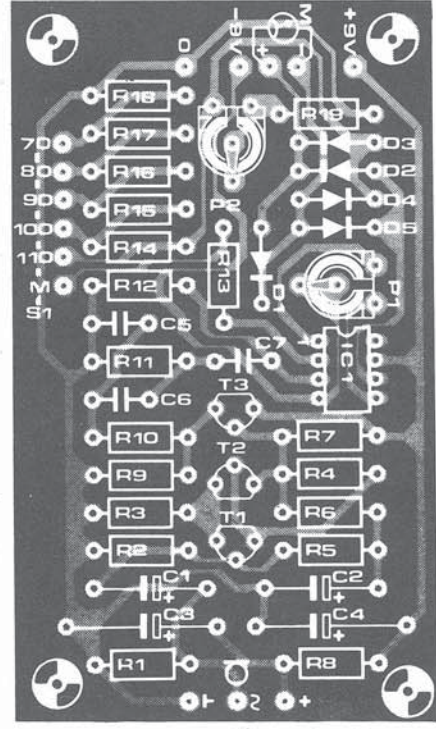 0 -9V M +9V
+ -
R18 R19
70 R17 D3
80 R16 D2
90 R15 P2 D4
100 R14 D5
110 R12 R13 D1 P1
M
S1
C5
R11 C7 IC1
C6 T3
R10 R7
R9 T2 R4
R3 R6
R2 T1 R5
C1 C2
+ +
C3 C4
+ +
R1 R8
+